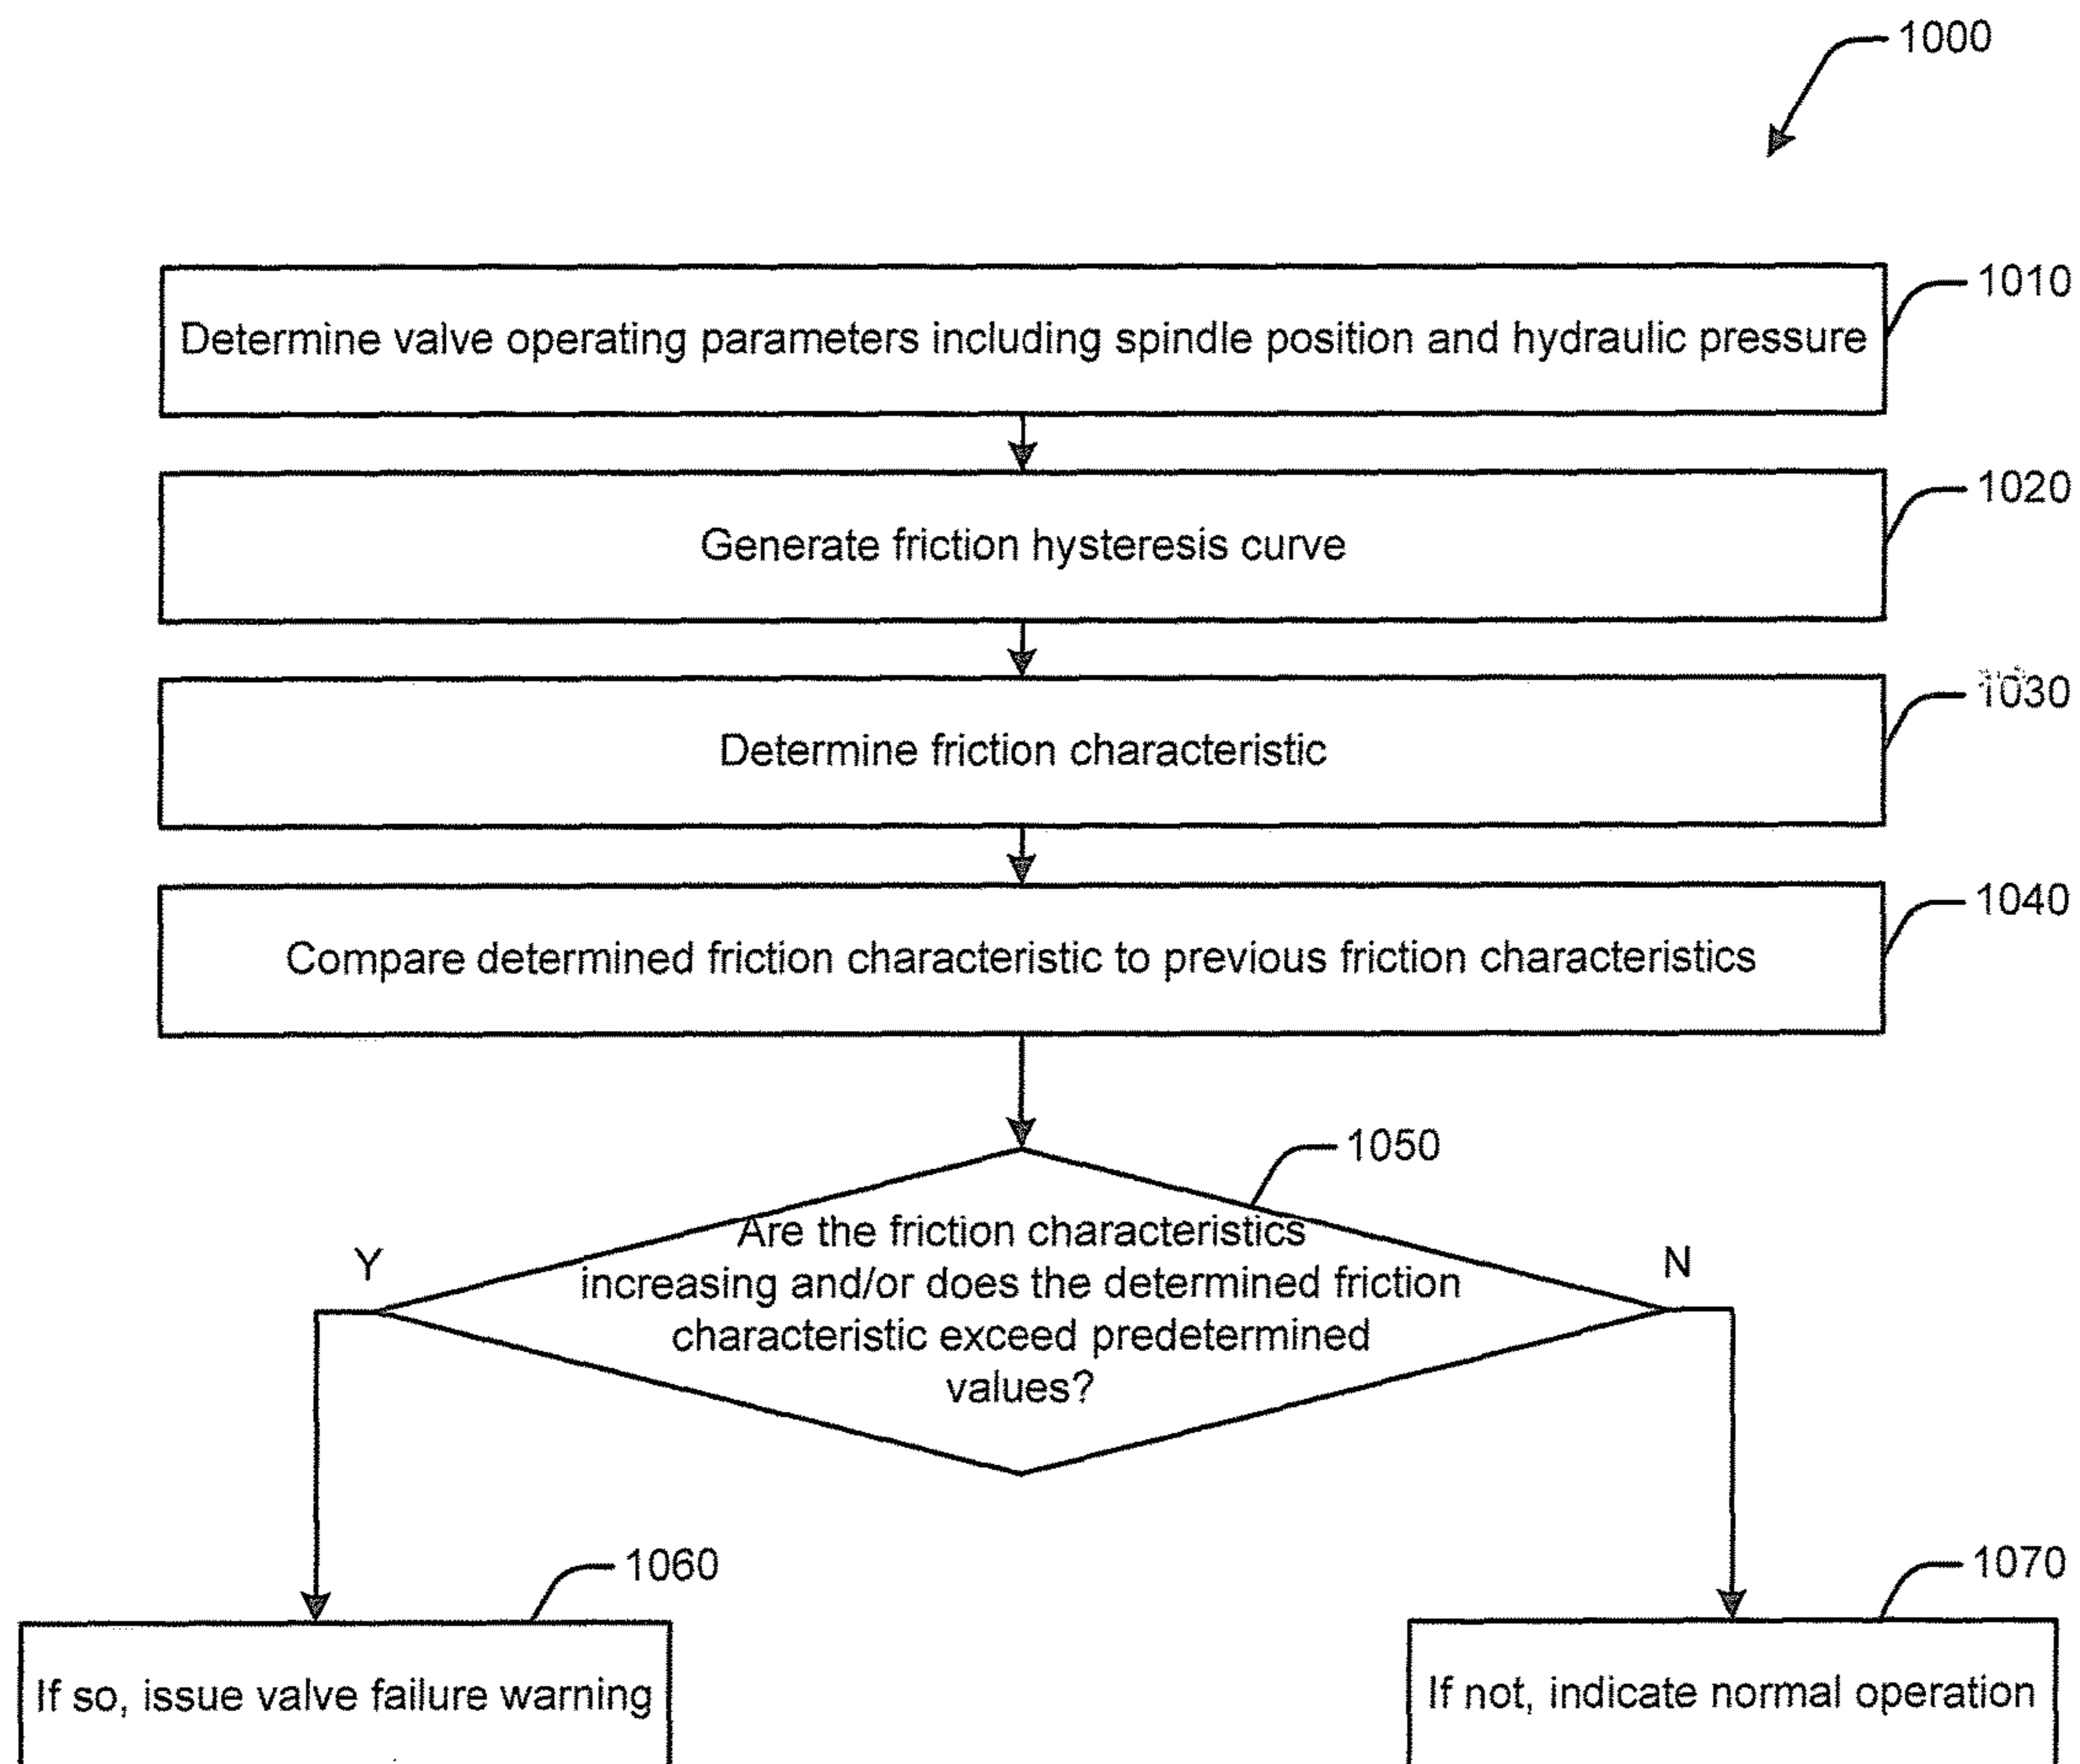 1000
1010
Determine valve operating parameters including spindle position and hydraulic pressure
1020
Generate friction hysteresis curve
1030
Determine friction characteristic
1040
Compare determined friction characteristic to previous friction characteristics
1050
Are the friction characteristics
increasing and/or does the determined friction
characteristic exceed predetermined
values?
Y
N
1060
If so, issue valve failure warning
1070
If not, indicate normal operation